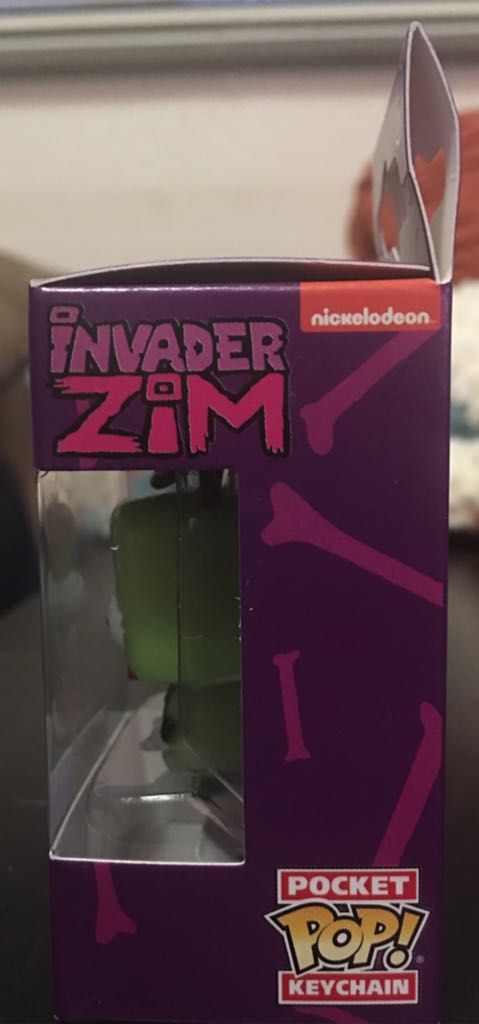 nickelodeon
INVADER
ZIM
POCKET
POP!
KEYCHAIN